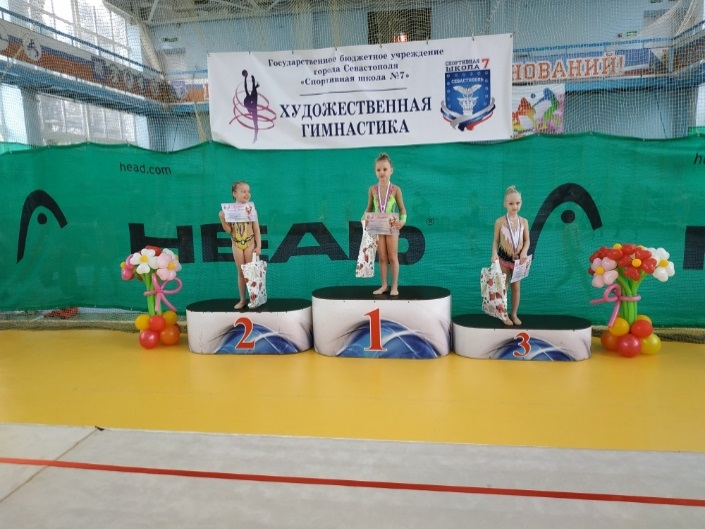 Государственное бюджетное учреждение
города Севастополя
«Спортивная школа №7»
ХУДОЖЕСТВЕННАЯ
ГИМНАСТИКА
СПОРТИВНАЯ
ШКОЛА 7
СЕВАСТОПОЛЬ
НОВАНИЙ!
head.com
HEAD
2
1
3